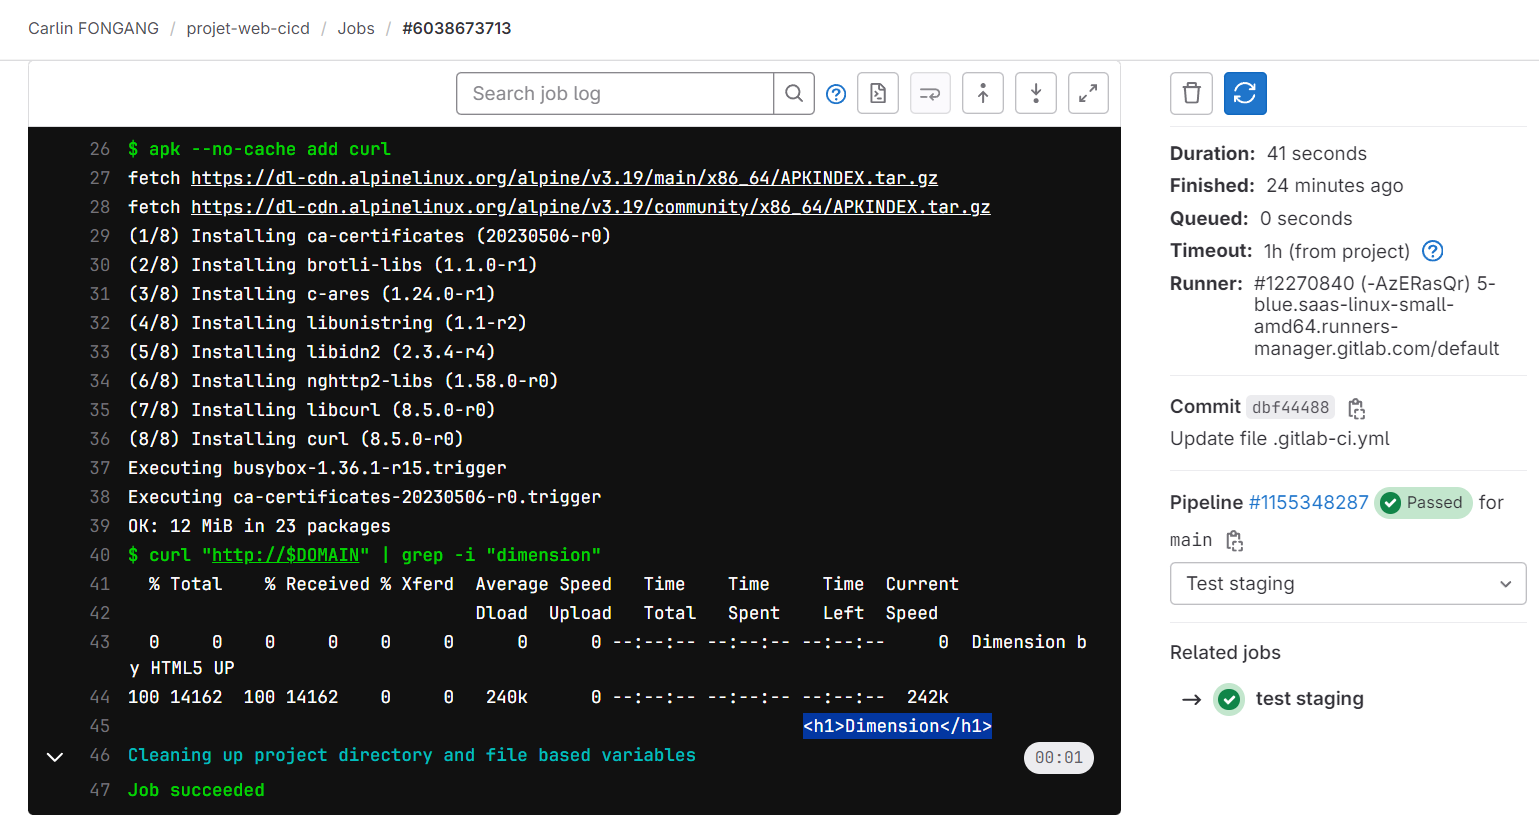 Carlin FONGANG / projet-web-cicd / Jobs / #6038673713
Search job log
26 $ apk --no-cache add curl
27 fetch https://dl-cdn.alpinelinux.org/alpine/v3.19/main/x86_64/APKINDEX.tar.gz
28 fetch https://dl-cdn.alpinelinux.org/alpine/v3.19/community/x86_64/APKINDEX.tar.gz
29 (1/8) Installing ca-certificates (20230506-r0)
30 (2/8) Installing brotli-libs (1.1.0-r1)
31 (3/8) Installing c-ares (1.24.0-r1)
32 (4/8) Installing libunistring (1.1-r2)
33 (5/8) Installing libidn2 (2.3.4-r4)
34 (6/8) Installing nghttp2-libs (1.58.0-r0)
35 (7/8) Installing libcurl (8.5.0-r0)
36 (8/8) Installing curl (8.5.0-r0)
37 Executing busybox-1.36.1-r15.trigger
38 Executing ca-certificates-20230506-r0.trigger
39 OK: 12 MiB in 23 packages
40 $ curl "http://$DOMAIN" | grep -i "dimension"
41 % Total % Received % Xferd Average Speed Time Time Time Current
42 Dload Upload Total Spent Left Speed
43 0 0 0 0 0 0 0 0 --:--:-- --:--:-- --:--:-- 0 Dimension b
y HTML5 UP
44 100 14162 100 14162 0 0 240k 0 --:--:-- --:--:-- --:--:-- 242k
45 <h1>Dimension</h1>
46 Cleaning up project directory and file based variables 00:01
47 Job succeeded
Duration: 41 seconds
Finished: 24 minutes ago
Queued: 0 seconds
Timeout: 1h (from project)
Runner: #12270840 (-AzERasQr) 5-
blue.saas-linux-small-
amd64.runners-
manager.gitlab.com/default
Commit dbf44488
Update file .gitlab-ci.yml
Pipeline #1155348287 Passed for
main
Test staging
Related jobs
→ test staging